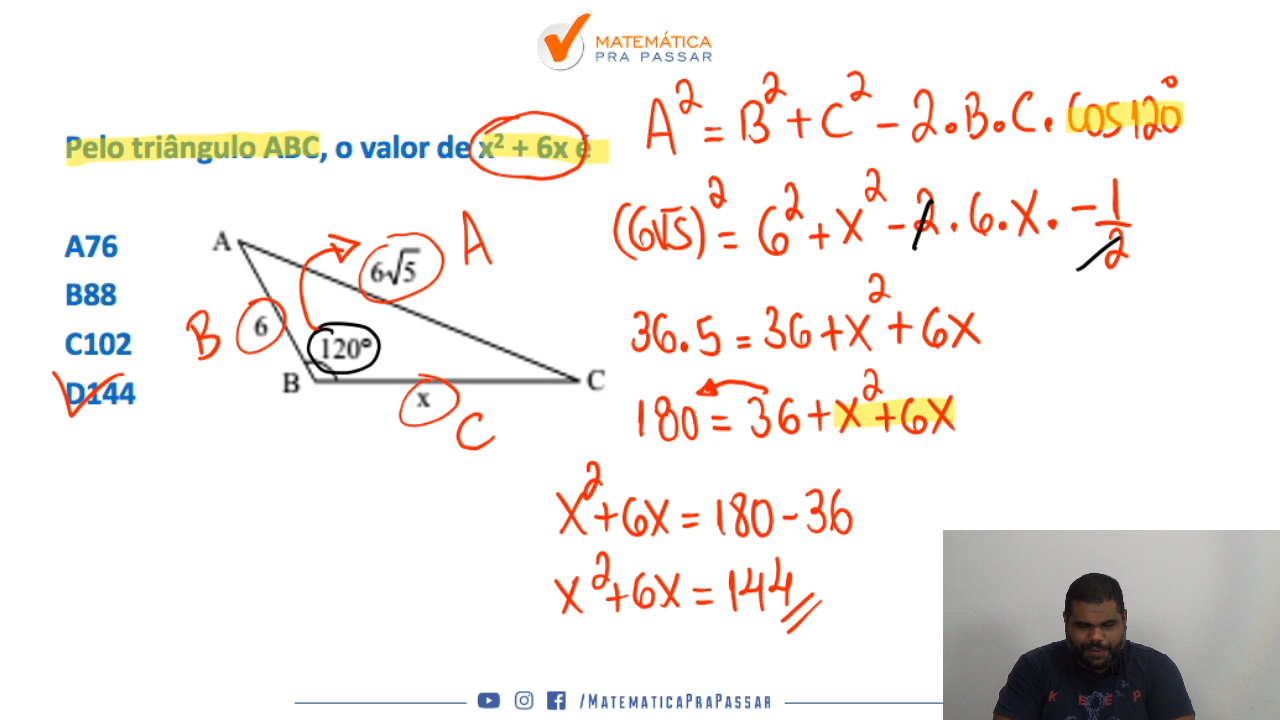 MATEMÁTICA
PRA PASSAR
Pelo triângulo ABC, o valor de x² + 6x é
A76
B88
C102
D144
A
6√5
A
B
6
120°
B
x
C
C
A² = B² + C² - 2.B.C. Cos 120°
(6√5)² = 6² + X² - 2.6.X. -1/2
36.5 = 36 + X² + 6X
180 = 36 + X² + 6X
X² + 6X = 180 - 36
X² + 6X = 144
/MATEMATICAPRAPASSAR